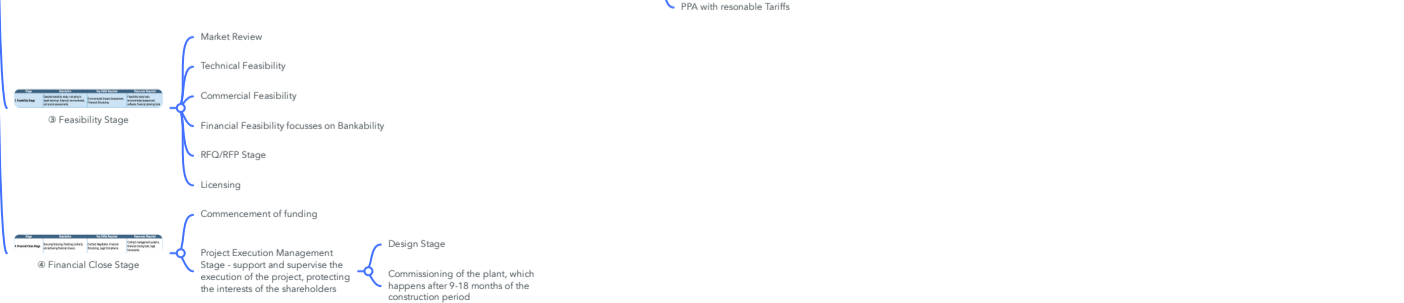 PPA with resonable Tariffs
Market Review
Technical Feasibility
Commercial Feasibility
③ Feasibility Stage
Financial Feasibility focusses on Bankability
RFQ/RFP Stage
Licensing
Commencement of funding
④ Financial Close Stage
Project Execution Management
Stage - support and supervise the
execution of the project, protecting
the interests of the shareholders
Design Stage
Commissioning of the plant, which
happens after 9-18 months of the
construction period